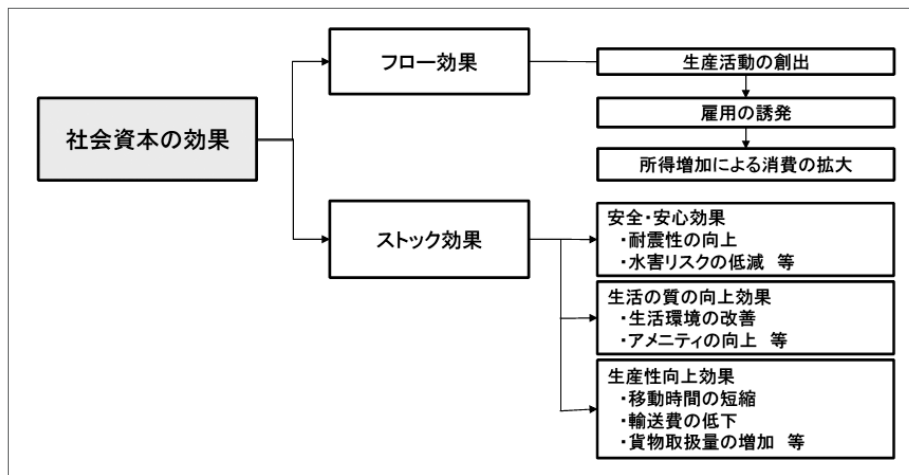 社会資本の効果
フロー効果
生産活動の創出
雇用の誘発
所得増加による消費の拡大
ストック効果
安全・安心効果
・耐震性の向上
・水害リスクの低減 等
生活の質の向上効果
・生活環境の改善
・アメニティの向上 等
生産性向上効果
・移動時間の短縮
・輸送費の低下
・貨物取扱量の増加 等